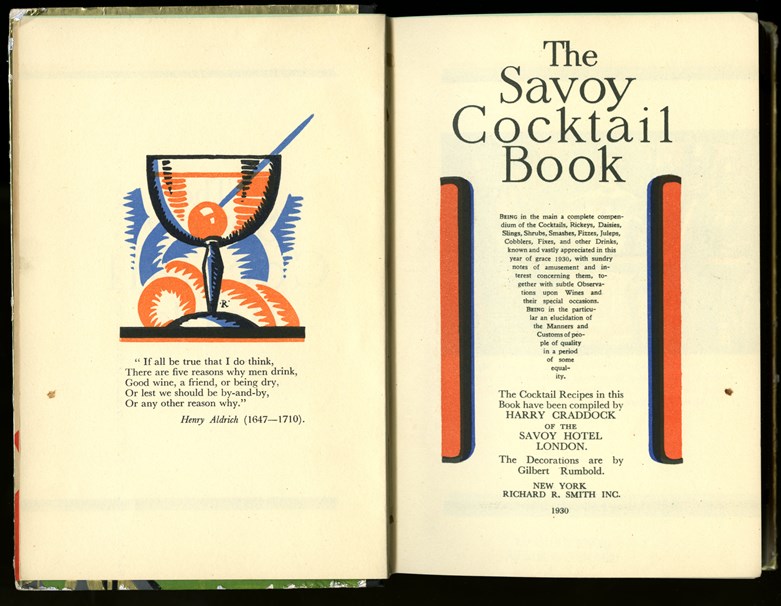 “ If all be true that I do think,
There are five reasons why men drink,
Good wine, a friend, or being dry,
Or lest we should be by-and-by,
Or any other reason why.”
Henry Aldrich (1647—1710).
R
The
Savoy
Cocktail
Book
BEING in the main a complete compen-
dium of the Cocktails, Rickeys, Daisies,
Slings, Shrubs, Smashes, Fizzes, Juleps,
Cobblers, Fixes, and other Drinks,
known and vastly appreciated in this
year of grace 1930, with sundry
notes of amusement and in-
terest concerning them, to-
gether with subtle Observa-
tions upon Wines and
their special occasions.
BEING in the particu-
lar an elucidation of
the Manners and
Customs of peo-
ple of quality
in a period
of some
equal-
ity.
The Cocktail Recipes in this
Book have been compiled by
HARRY CRADDOCK
OF THE
SAVOY HOTEL
LONDON.
The Decorations are by
Gilbert Rumbold.
NEW YORK
RICHARD R. SMITH INC.
1930